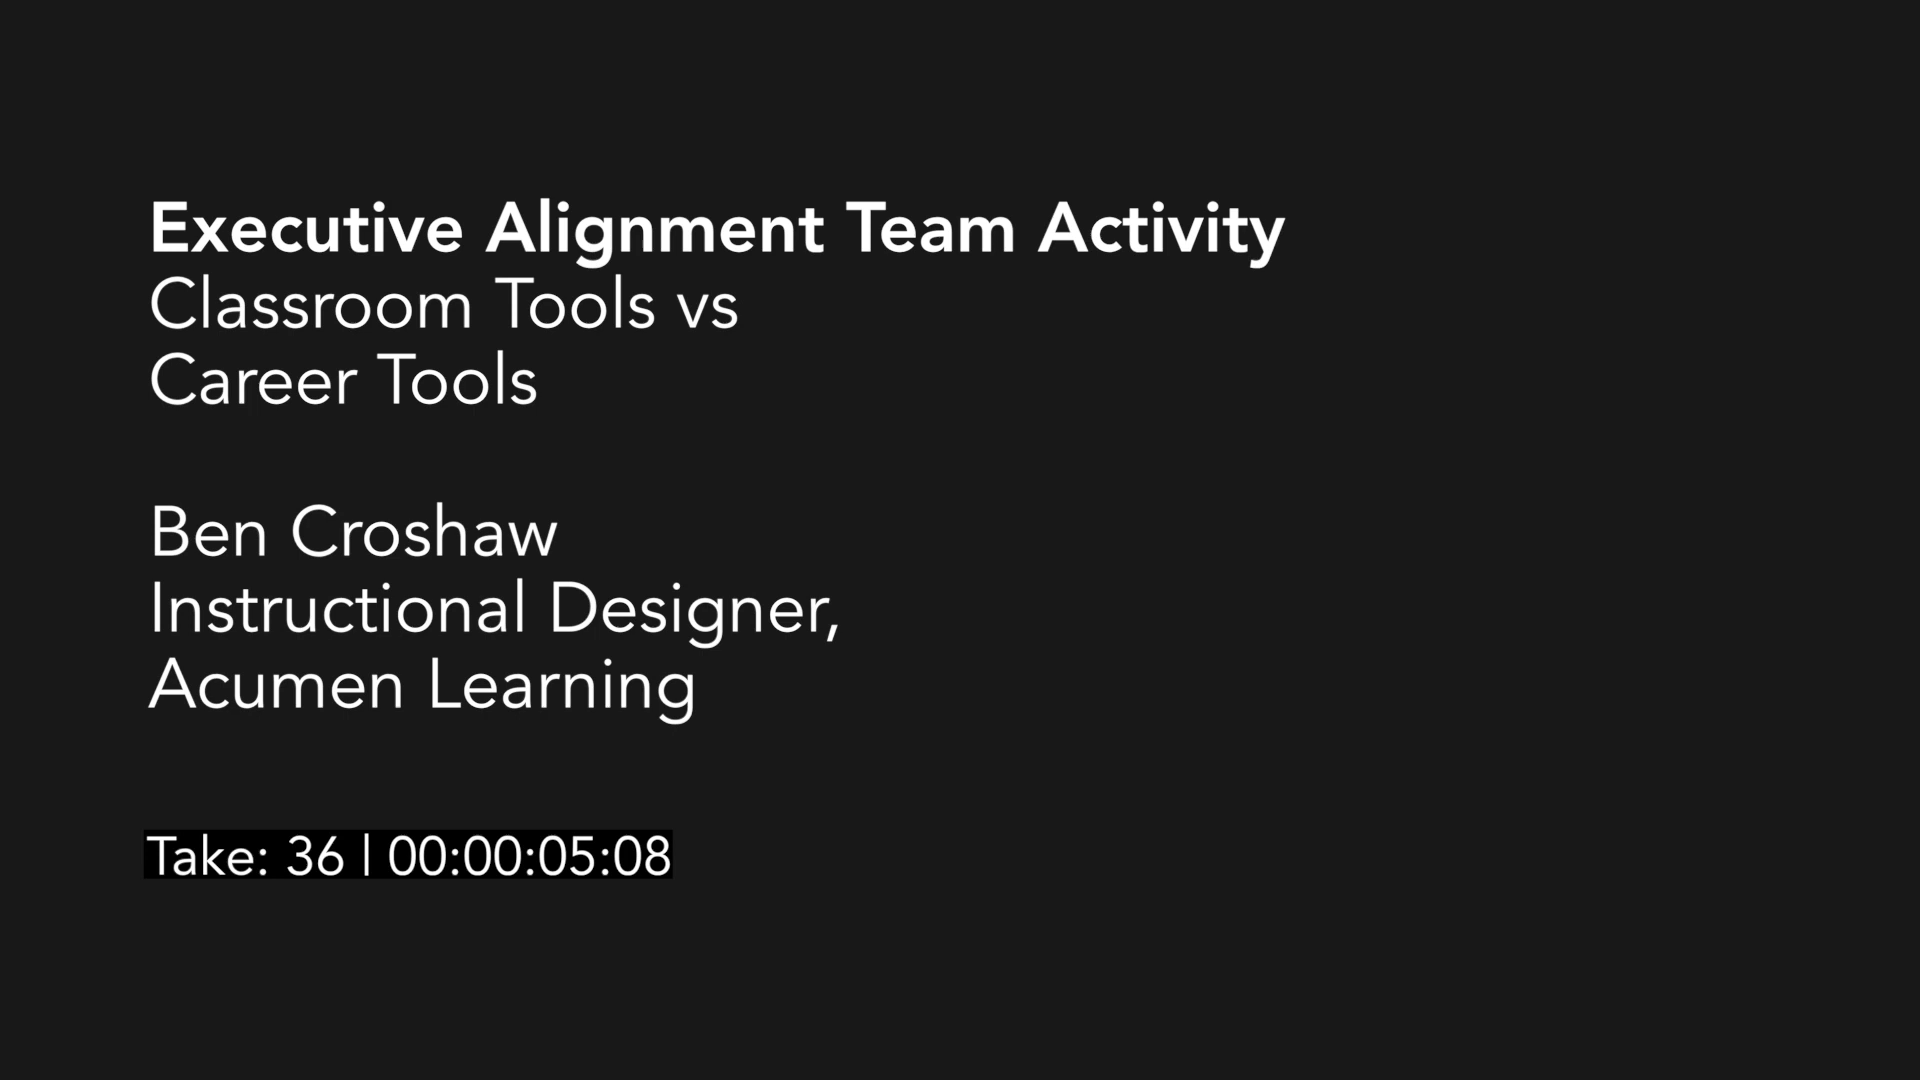 Executive Alignment Team Activity
Classroom Tools vs
Career Tools
Ben Croshaw
Instructional Designer,
Acumen Learning
Take: 36 | 00:00:05:08